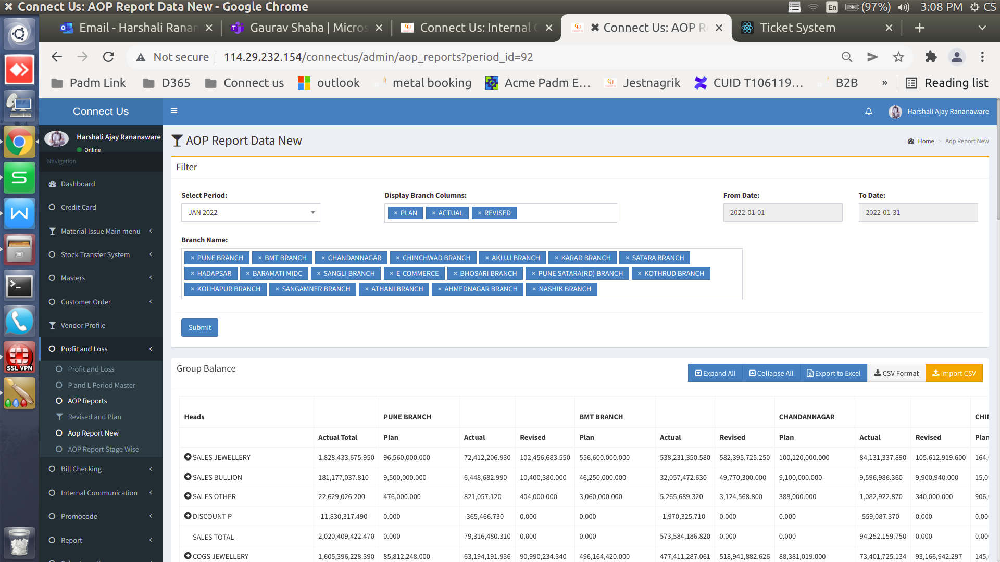 Connect Us: AOP Report Data New - Google Chrome
En (97%) 3:08 PM CS
Email - Harshali Ranan
Gaurav Shaha | Micros
Connect Us: Internal
Connect Us: AOP R
Ticket System
Not secure 114.29.232.154/connectus/admin/aop_reports?period_id=92
Padm Link D365 Connect us outlook metal booking Acme Padm E... Jestnagrik CUID T106119... B2B » Reading list
Connect Us
Harshali Ajay Rananaware
Harshali Ajay Rananaware
Online
Navigation
Dashboard
Credit Card
Material Issue Main menu
Stock Transfer System
Masters
Customer Order
Vendor Profile
Profit and Loss
Profit and Loss
P and L Period Master
AOP Reports
Revised and Plan
Aop Report New
AOP Report Stage Wise
Bill Checking
Internal Communication
Promocode
Report
SSL VPN
AOP Report Data New
Home > Aop Report New
Filter
Select Period: Display Branch Columns: From Date: To Date:
JAN 2022 × PLAN × ACTUAL × REVISED 2022-01-01 2022-01-31
Branch Name:
× PUNE BRANCH × BMT BRANCH × CHANDANNAGAR × CHINCHWAD BRANCH × AKLUJ BRANCH × KARAD BRANCH × SATARA BRANCH
× HADAPSAR × BARAMATI MIDC × SANGLI BRANCH × E-COMMERCE × BHOSARI BRANCH × PUNE SATARA(RD) BRANCH × KOTHRUD BRANCH
× KOLHAPUR BRANCH × SANGAMNER BRANCH × ATHANI BRANCH × AHMEDNAGAR BRANCH × NASHIK BRANCH
Submit
Group Balance
Expand All Collapse All Export to Excel CSV Format Import CSV
Heads PUNE BRANCH BMT BRANCH CHANDANNAGAR CHI
Actual Total Plan Actual Revised Plan Actual Revised Plan Actual Revised Plan
SALES JEWELLERY 1,828,433,675.950 96,560,000.000 72,412,206.930 102,456,683.550 556,600,000.000 538,231,350.580 582,395,725.250 100,120,000.000 84,131,337.890 105,612,919.600 164,
SALES BULLION 181,177,037.810 9,500,000.000 6,448,682.990 10,400,380.000 46,250,000.000 32,057,472.630 49,770,300.000 9,100,000.000 9,596,986.360 9,900,940.000 15,0
SALES OTHER 22,629,026.200 476,000.000 821,057.120 404,000.000 3,060,000.000 5,265,689.320 3,124,568.800 388,000.000 1,082,922.870 340,000.000 906,
DISCOUNT P -11,830,317.490 0.000 -365,466.730 0.000 0.000 -1,970,325.710 0.000 0.000 -559,087.370 0.000 0.00
SALES TOTAL 2,020,409,422.470 0.000 79,316,480.310 0.000 0.000 573,584,186.820 0.000 0.000 94,252,159.750 0.000 0.00
COGS JEWELLERY 1,605,396,228.390 85,812,248.000 63,194,191.936 90,990,234.340 496,164,420.000 477,411,287.061 518,941,882.626 88,381,019.000 73,401,725.134 93,166,942.297 145,